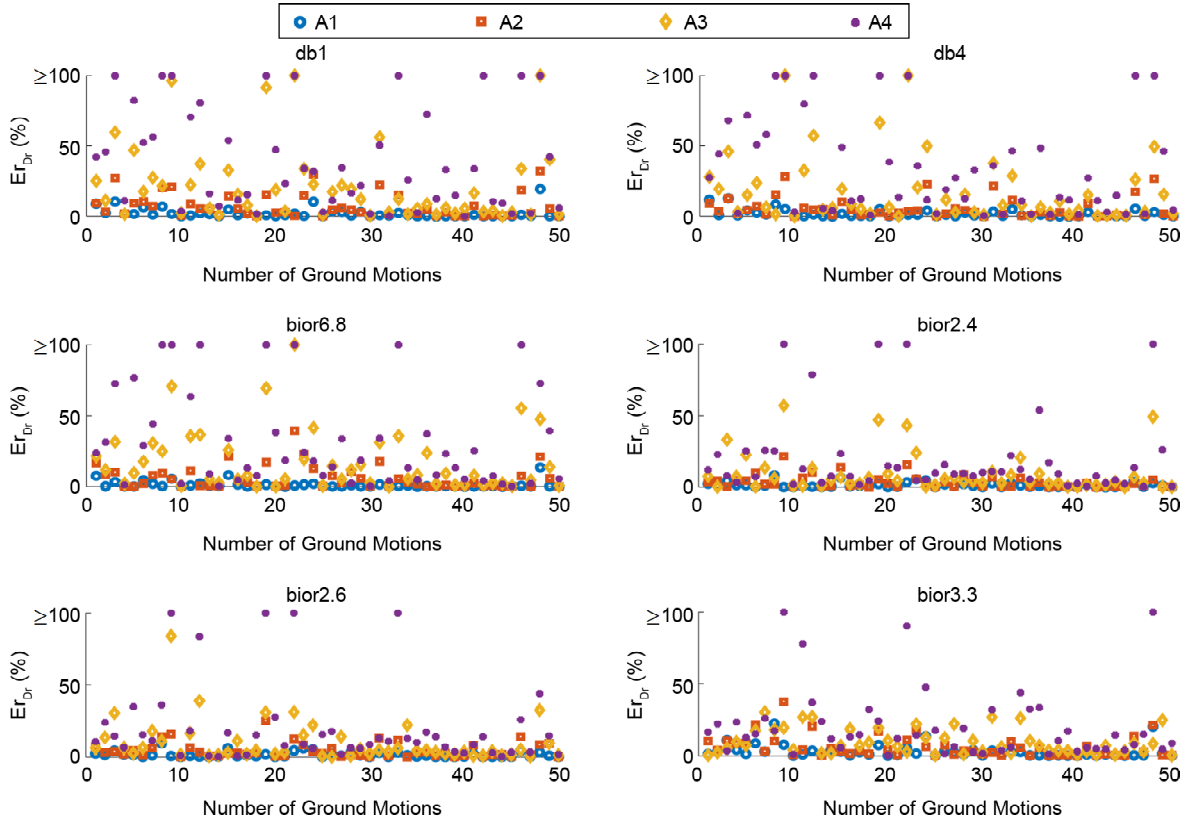 A1 A2 A3 A4
db1 db4
≥100 ≥100
50 50
0 0
Er_Dr (%) Er_Dr (%)
0 10 20 30 40 50 0 10 20 30 40 50
Number of Ground Motions Number of Ground Motions
bior6.8 bior2.4
≥100 ≥100
50 50
0 0
Er_Dr (%) Er_Dr (%)
0 10 20 30 40 50 0 10 20 30 40 50
Number of Ground Motions Number of Ground Motions
bior2.6 bior3.3
≥100 ≥100
50 50
0 0
Er_Dr (%) Er_Dr (%)
0 10 20 30 40 50 0 10 20 30 40 50
Number of Ground Motions Number of Ground Motions